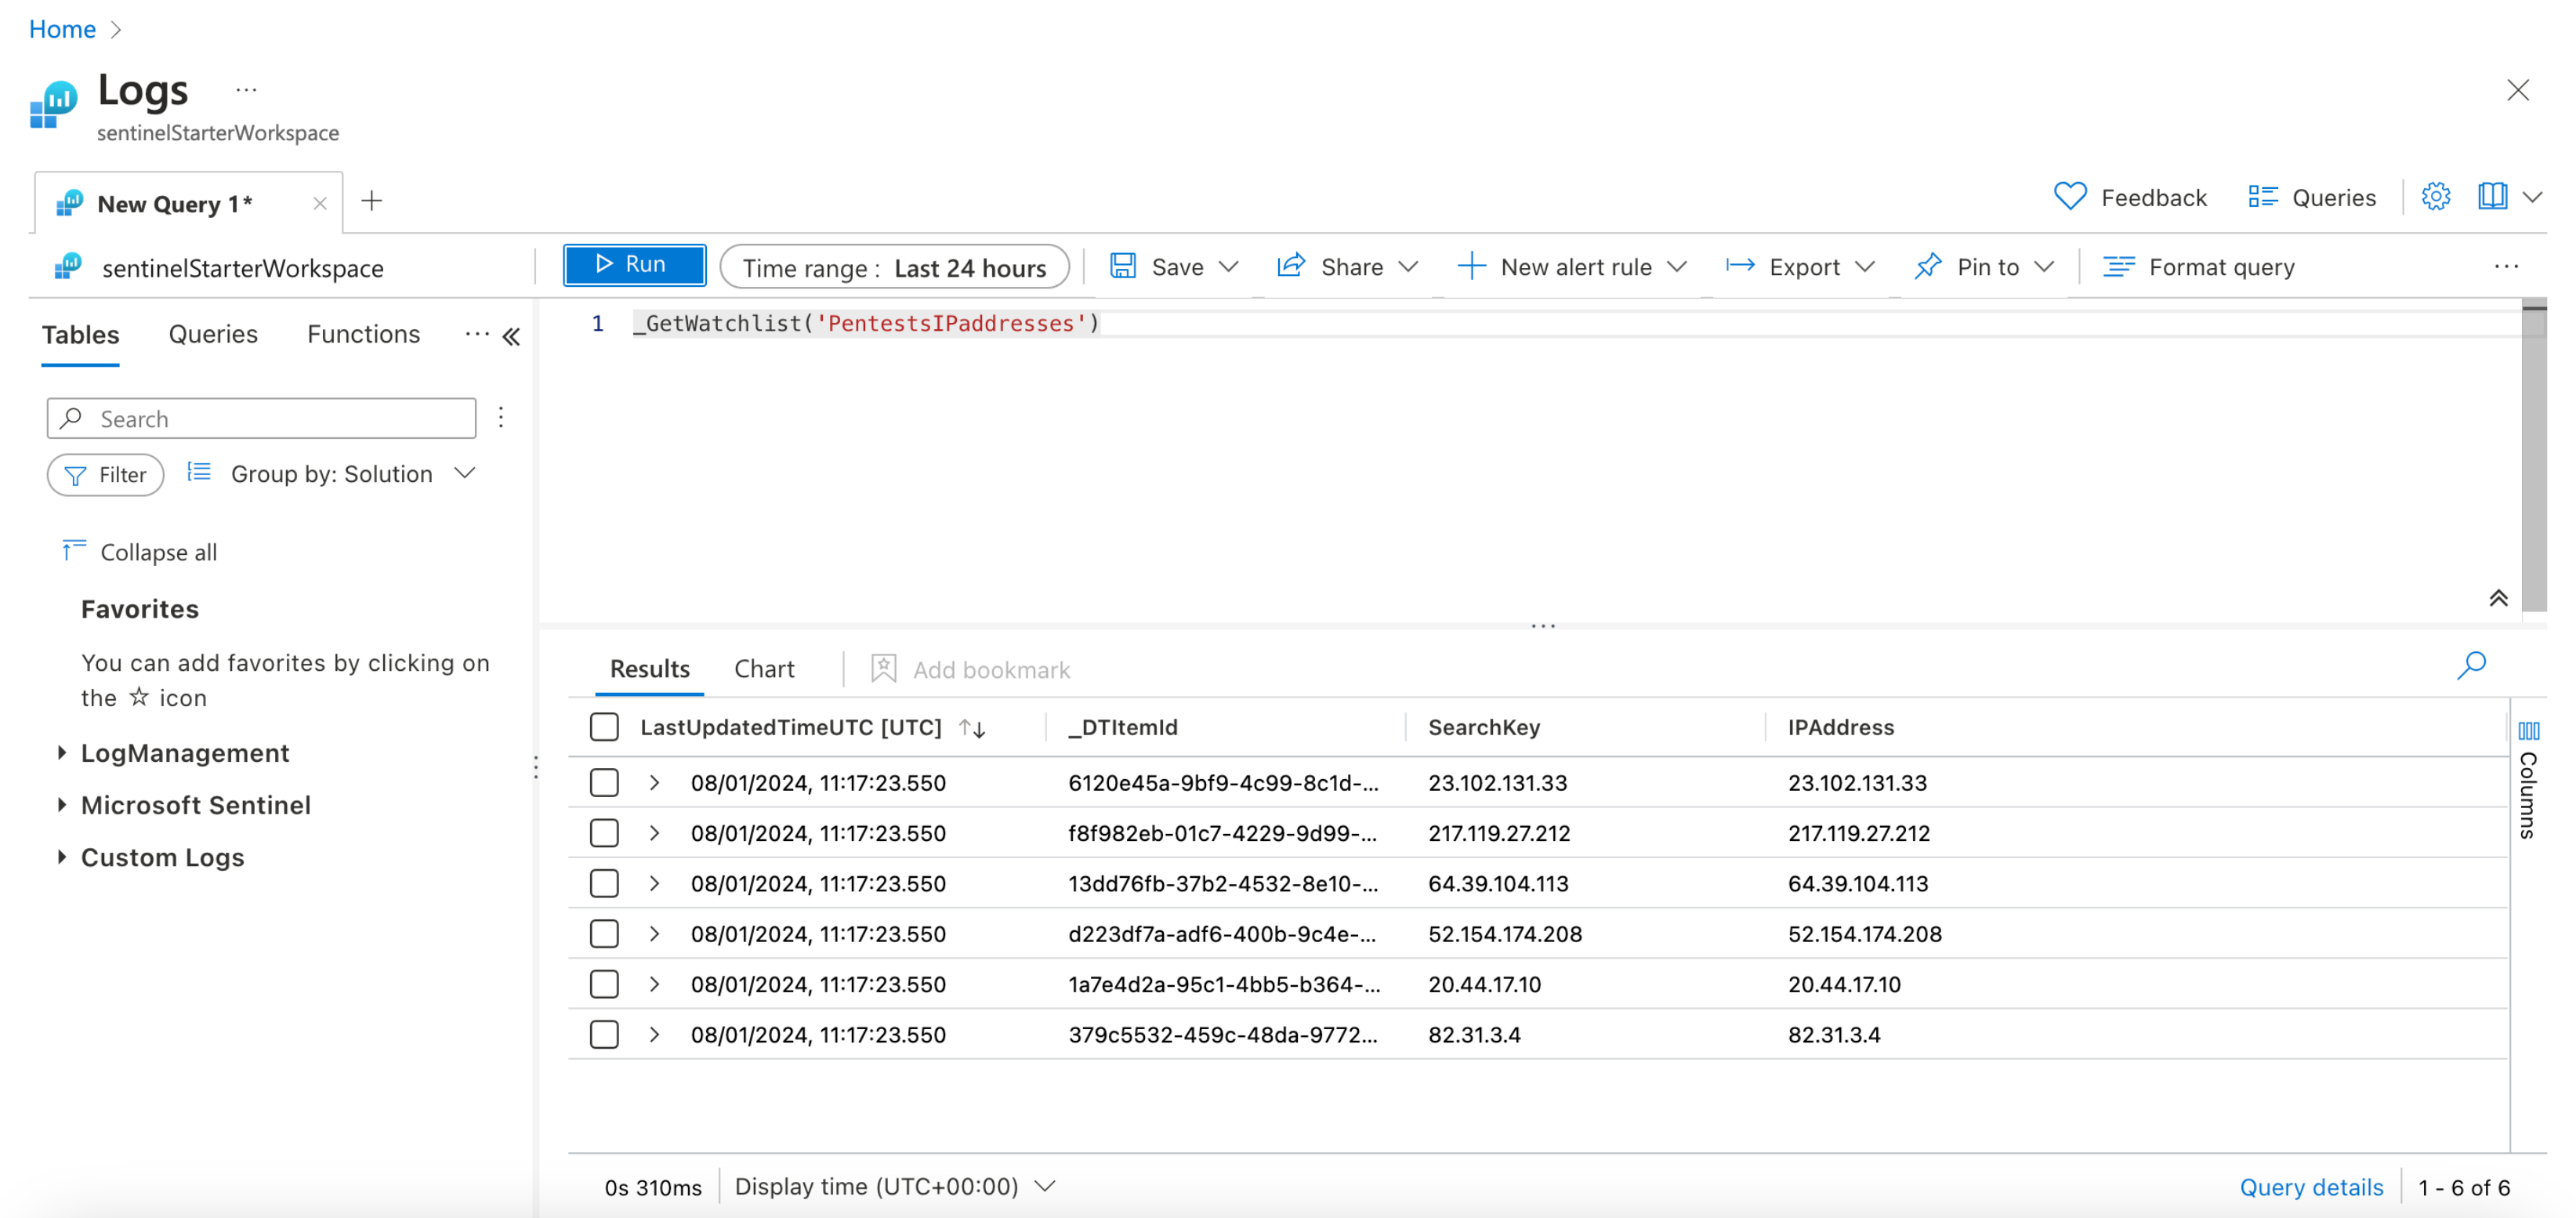 Home
Logs ...
sentinelStarterWorkspace
New Query 1*
Feedback Queries
sentinelStarterWorkspace
Run Time range : Last 24 hours Save Share New alert rule Export Pin to Format query ...
Tables Queries Functions ...
1 _GetWatchlist('PentestsIPaddresses')
Search
Filter Group by: Solution
Collapse all
Favorites
You can add favorites by clicking on
the ☆ icon
LogManagement
Microsoft Sentinel
Custom Logs
Results Chart Add bookmark
LastUpdatedTimeUTC [UTC] _DTItemId SearchKey IPAddress
08/01/2024, 11:17:23.550 6120e45a-9bf9-4c99-8c1d-... 23.102.131.33 23.102.131.33
08/01/2024, 11:17:23.550 f8f982eb-01c7-4229-9d99-... 217.119.27.212 217.119.27.212
08/01/2024, 11:17:23.550 13dd76fb-37b2-4532-8e10-... 64.39.104.113 64.39.104.113
08/01/2024, 11:17:23.550 d223df7a-adf6-400b-9c4e-... 52.154.174.208 52.154.174.208
08/01/2024, 11:17:23.550 1a7e4d2a-95c1-4bb5-b364-... 20.44.17.10 20.44.17.10
08/01/2024, 11:17:23.550 379c5532-459c-48da-9772... 82.31.3.4 82.31.3.4
Columns
0s 310ms Display time (UTC+00:00) Query details 1 - 6 of 6